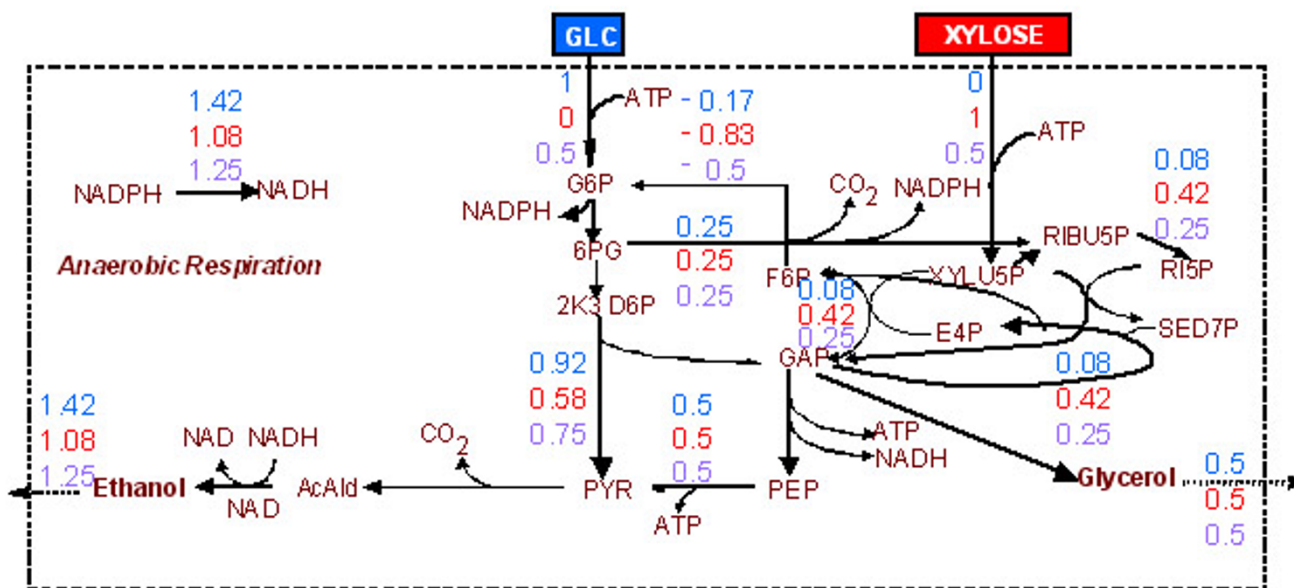 GLC
XYLOSE
1.42
1.08
1.25
NADPH
NADH
Anaerobic Respiration
1
0
0.5
ATP
- 0.17
- 0.83
- 0.5
0
1
0.5
ATP
0.08
0.42
0.25
G6P
CO2
NADPH
NADPH
6PG
0.25
0.25
0.25
RIBU5P
F6P
XYLU5P
RI5P
2K3 D6P
0.08
0.42
0.25
E4P
SED7P
GAP
0.92
0.58
0.75
0.5
0.5
0.5
0.08
0.42
0.25
ATP
NADH
1.42
1.08
1.25
NAD NADH
CO2
Ethanol
NAD
AcAld
PYR
PEP
ATP
Glycerol
0.5
0.5
0.5